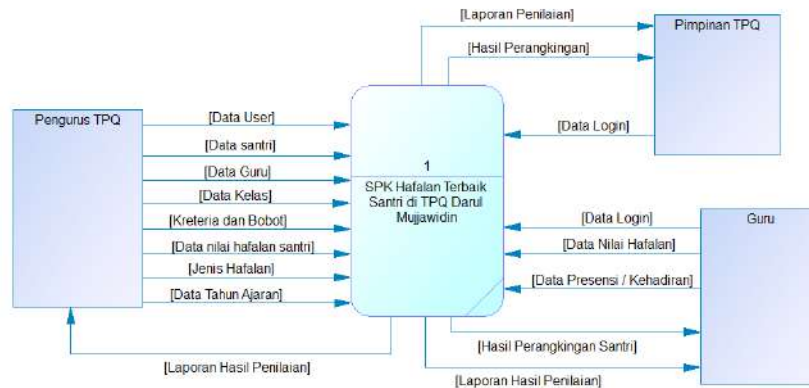 [Laporan Penilaian]
Pimpinan TPQ
[Hasil Perangkingan]
[Data Login]
Pengurus TPQ
[Data User]
[Data santri]
[Data Guru]
[Data Kelas]
[Kreteria dan Bobot]
[Data nilai hafalan santri]
[Jenis Hafalan]
[Data Tahun Ajaran]
1
SPK Hafalan Terbaik
Santri di TPQ Darul
Mujjawidin
[Data Login]
Guru
[Data Nilai Hafalan]
[Data Presensi / Kehadiran]
[Hasil Perangkingan Santri]
[Laporan Hasil Penilaian]
[Laporan Hasil Penilaian]